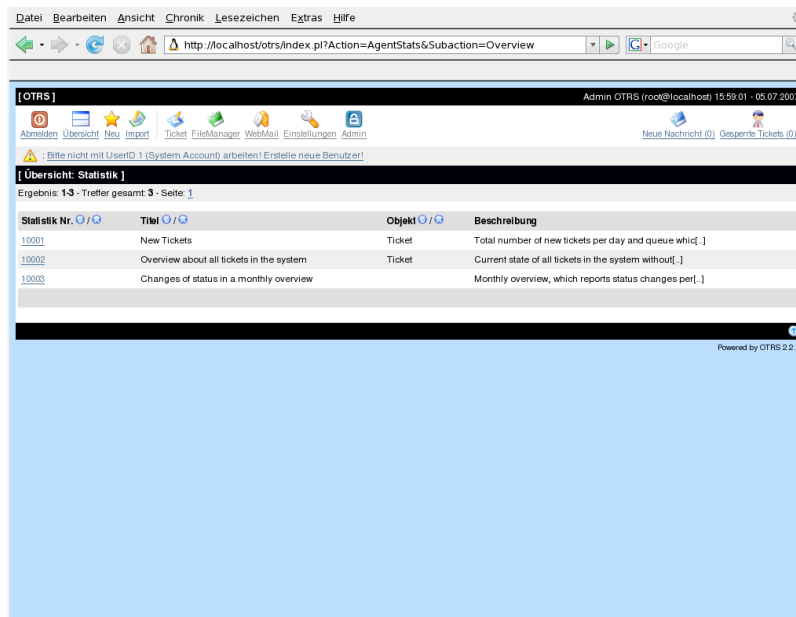 Datei Bearbeiten Ansicht Chronik Lesezeichen Extras Hilfe
http://localhost/otrs/index.pl?Action=AgentStats&Subaction=Overview G Google
[ OTRS ] Admin OTRS (root@localhost) 15:59:01 - 05.07.2007
Abmelden Übersicht Neu Import Ticket FileManager WebMail Einstellungen Admin Neue Nachricht (0) Gesperrte Tickets (0)
: Bitte nicht mit UserID 1 (System Account) arbeiten! Erstelle neue Benutzer!
[ Übersicht: Statistik ]
Ergebnis: 1-3 - Treffer gesamt: 3 - Seite: 1
Statistik Nr. / Titel / Objekt / Beschreibung
10001 New Tickets Ticket Total number of new tickets per day and queue whic[..]
10002 Overview about all tickets in the system Ticket Current state of all tickets in the system without[..]
10003 Changes of status in a monthly overview Monthly overview, which reports status changes per[..]
Powered by OTRS 2.2.